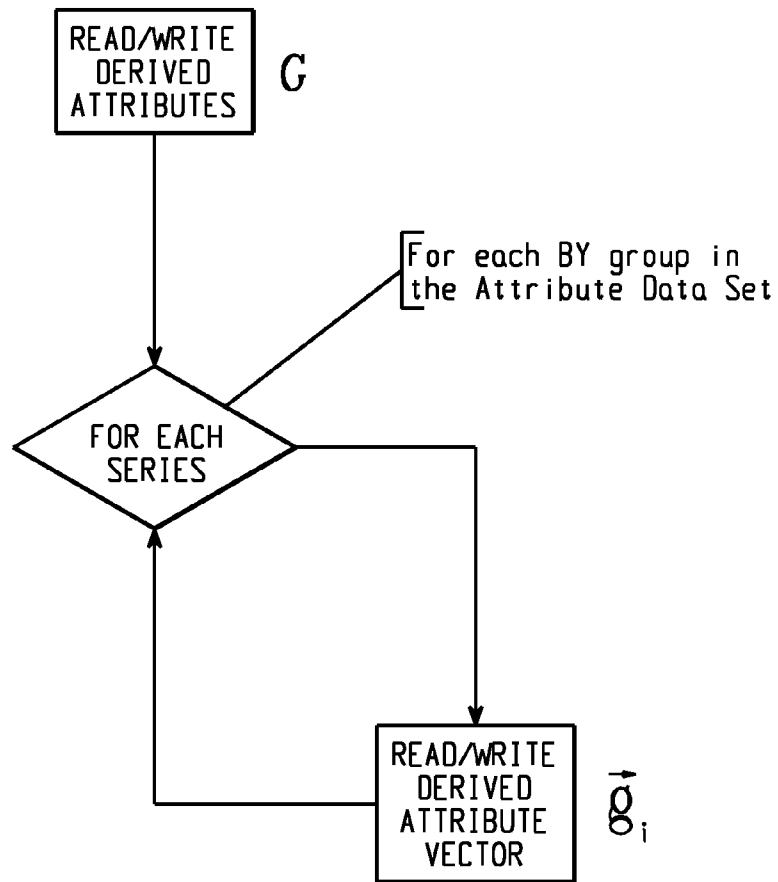 READ/WRITE
DERIVED
ATTRIBUTES
G
For each BY group in
the Attribute Data Set
FOR EACH
SERIES
READ/WRITE
DERIVED
ATTRIBUTE
VECTOR
g⃗ᵢ